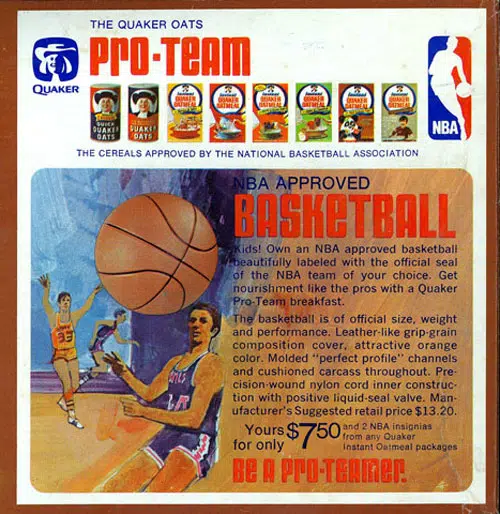 THE QUAKER OATS
PRO-TEAM
QUAKER
NBA
THE CEREALS APPROVED BY THE NATIONAL BASKETBALL ASSOCIATION
NBA APPROVED
BASKETBALL
Kids! Own an NBA approved basketball
beautifully labeled with the official seal
of the NBA team of your choice. Get
nourishment like the pros with a Quaker
Pro-Team breakfast.
The basketball is of official size, weight
and performance. Leather-like grip-grain
composition cover, attractive orange
color. Molded "perfect profile" channels
and cushioned carcass throughout. Pre-
cision-wound nylon cord inner construc-
tion with positive liquid-seal valve. Man-
ufacturer's Suggested retail price $13.20.
Yours
for only
$7.50
and 2 NBA insignias
from any Quaker
Instant Oatmeal packages
BE A PRO-TEAMER.
33